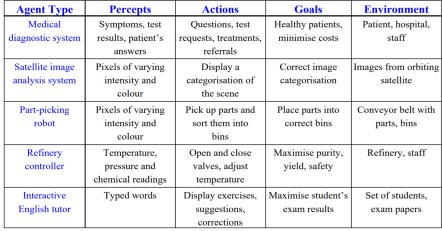 Agent Type Percepts Actions Goals Environment
Medical diagnostic system Symptoms, test results, patient's answers Questions, test requests, treatments, referrals Healthy patients, minimise costs Patient, hospital, staff
Satellite image analysis system Pixels of varying intensity and colour Display a categorisation of the scene Correct image categorisation Images from orbiting satellite
Part-picking robot Pixels of varying intensity and colour Pick up parts and sort them into bins Place parts into correct bins Conveyor belt with parts, bins
Refinery controller Temperature, pressure and chemical readings Open and close valves, adjust temperature Maximise purity, yield, safety Refinery, staff
Interactive English tutor Typed words Display exercises, suggestions, corrections Maximise student's exam results Set of students, exam papers